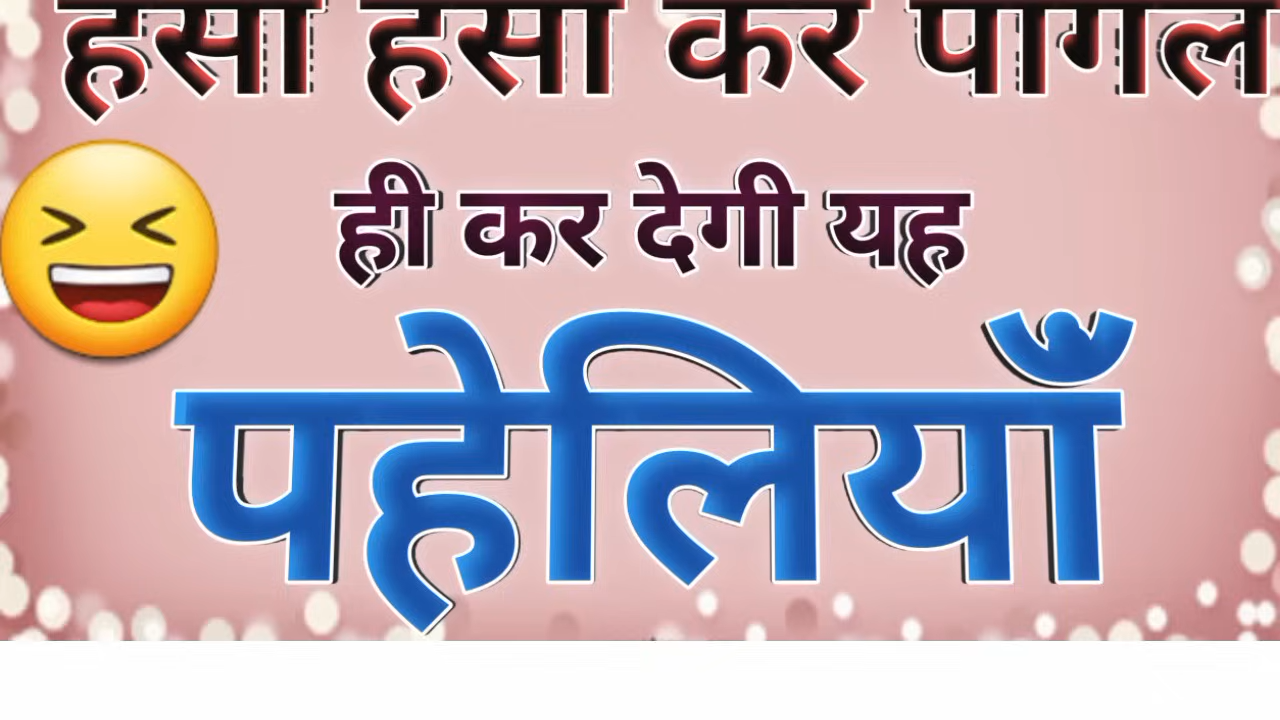 हसा हसा कर पागल
ही कर देगी यह
पहेलियाँ